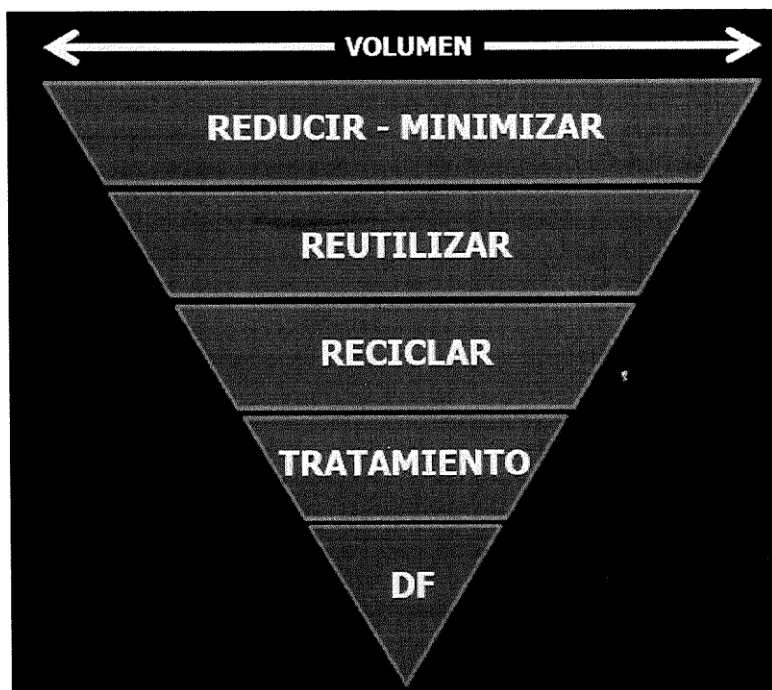 VOLUMEN
REDUCIR - MINIMIZAR
REUTILIZAR
RECICLAR
TRATAMIENTO
DF